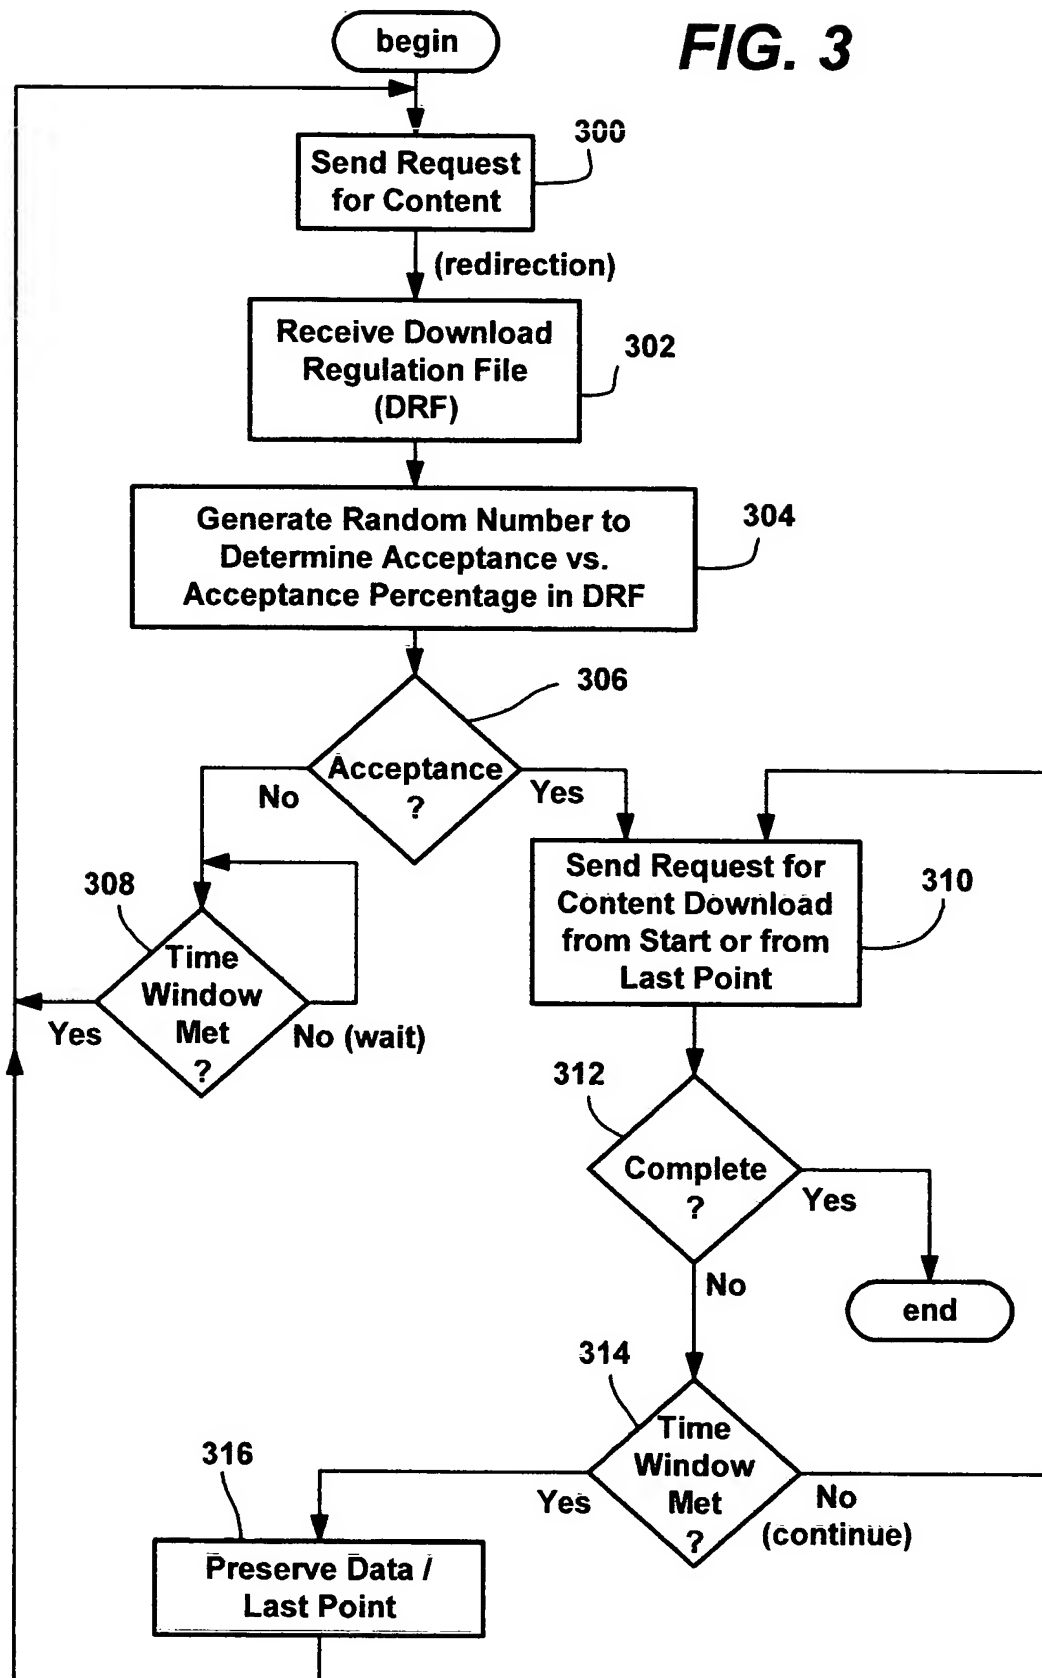 FIG. 3
begin
300
Send Request
for Content
(redirection)
302
Receive Download
Regulation File
(DRF)
304
Generate Random Number to
Determine Acceptance vs.
Acceptance Percentage in DRF
306
Acceptance
?
No
Yes
308
Time
Window
Met
?
Yes
No (wait)
310
Send Request for
Content Download
from Start or from
Last Point
312
Complete
?
Yes
No
end
314
Time
Window
Met
?
Yes
No
(continue)
316
Preserve Data /
Last Point